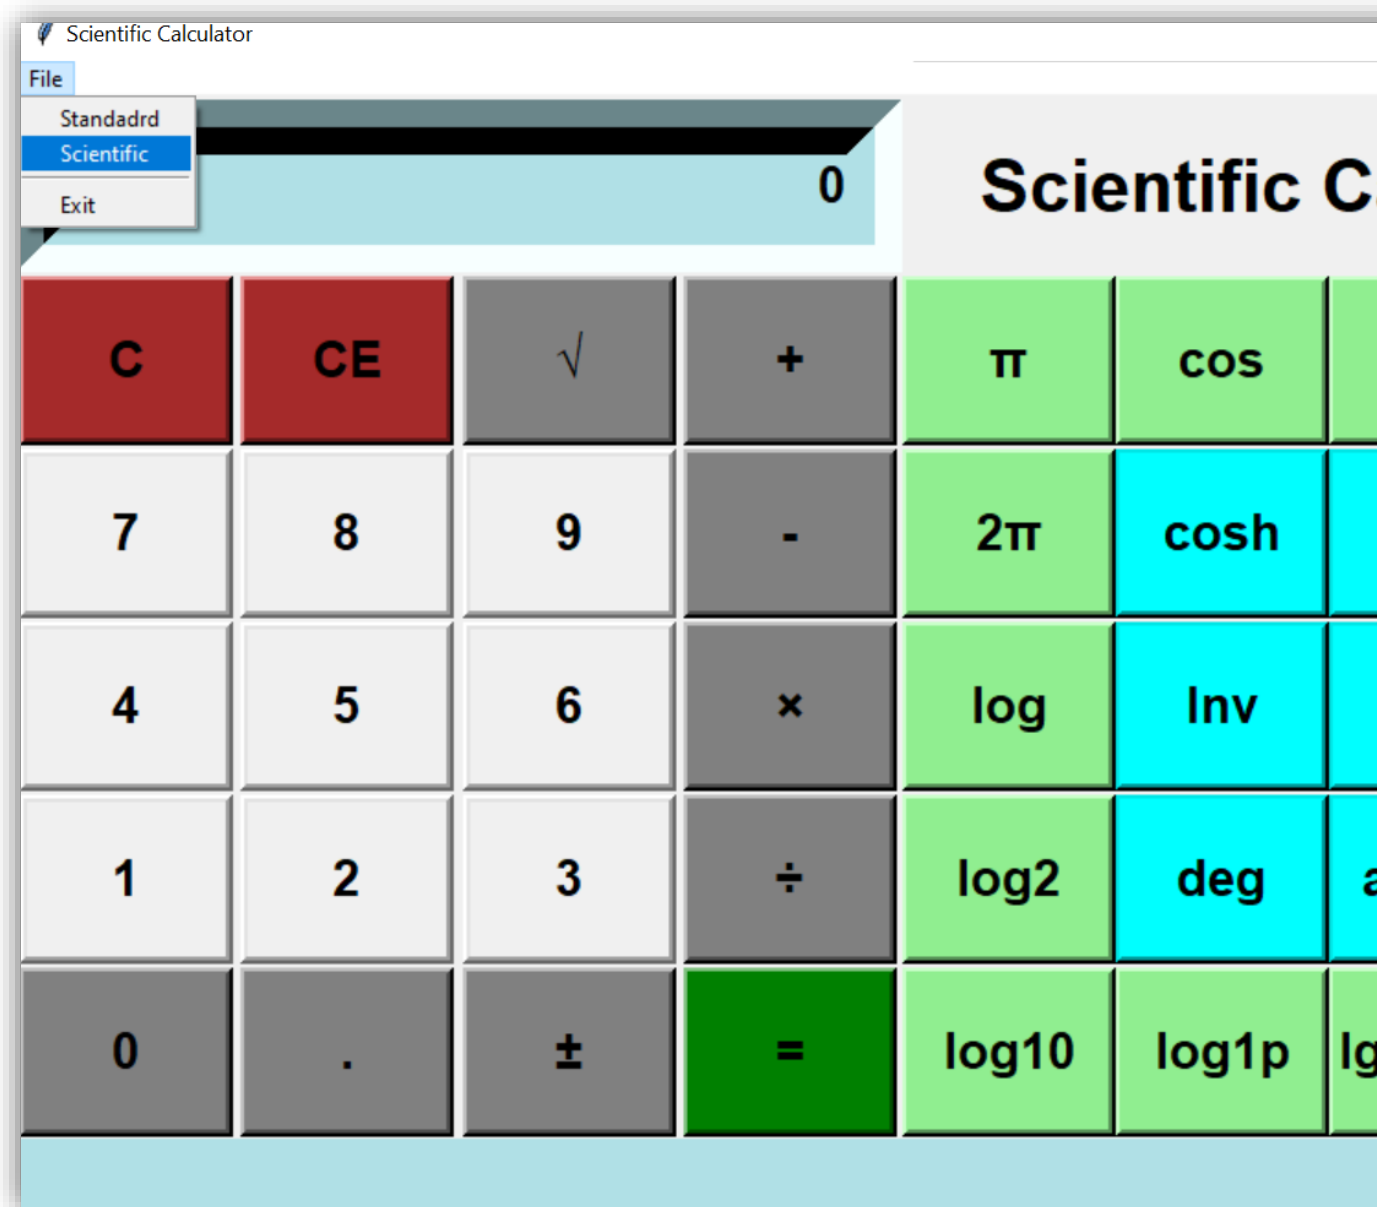 Scientific Calculator
File
Standadrd
Scientific
Exit
0
Scientific
C CE √ + π cos
7 8 9 - 2π cosh
4 5 6 × log Inv
1 2 3 ÷ log2 deg
0 . ± = log10 log1p